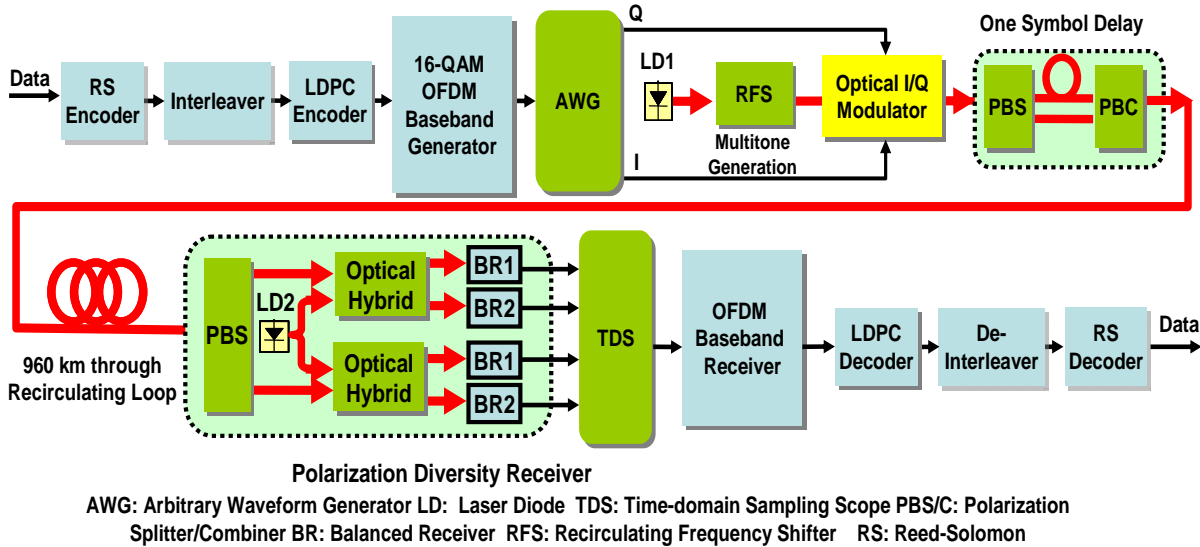 Data
RS
Encoder
Interleaver
LDPC
Encoder
16-QAM
OFDM
Baseband
Generator
AWG
Q
I
LD1
RFS
Multitone
Generation
Optical I/Q
Modulator
One Symbol Delay
PBS
PBC
960 km through
Recirculating Loop
PBS
LD2
Optical
Hybrid
Optical
Hybrid
BR1
BR2
BR1
BR2
TDS
OFDM
Baseband
Receiver
LDPC
Decoder
De-
Interleaver
RS
Decoder
Data
Polarization Diversity Receiver
AWG: Arbitrary Waveform Generator LD: Laser Diode TDS: Time-domain Sampling Scope PBS/C: Polarization
Splitter/Combiner BR: Balanced Receiver RFS: Recirculating Frequency Shifter RS: Reed-Solomon